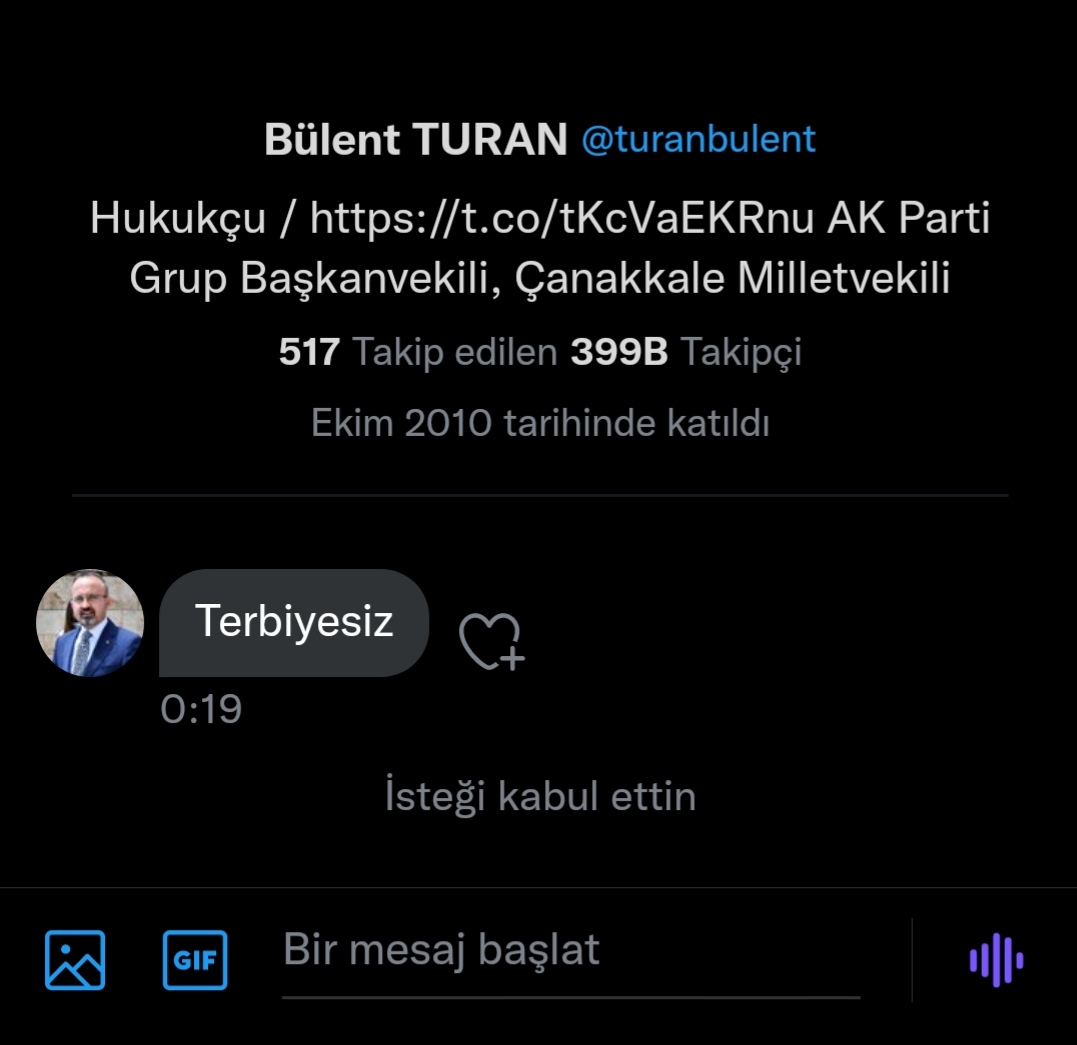 Bülent TURAN @turanbulent
Hukukçu / https://t.co/tKcVaEKRnu AK Parti
Grup Başkanvekili, Çanakkale Milletvekili
517 Takip edilen 399B Takipçi
Ekim 2010 tarihinde katıldı
Terbiyesiz
0:19
İsteği kabul ettin
GIF
Bir mesaj başlat